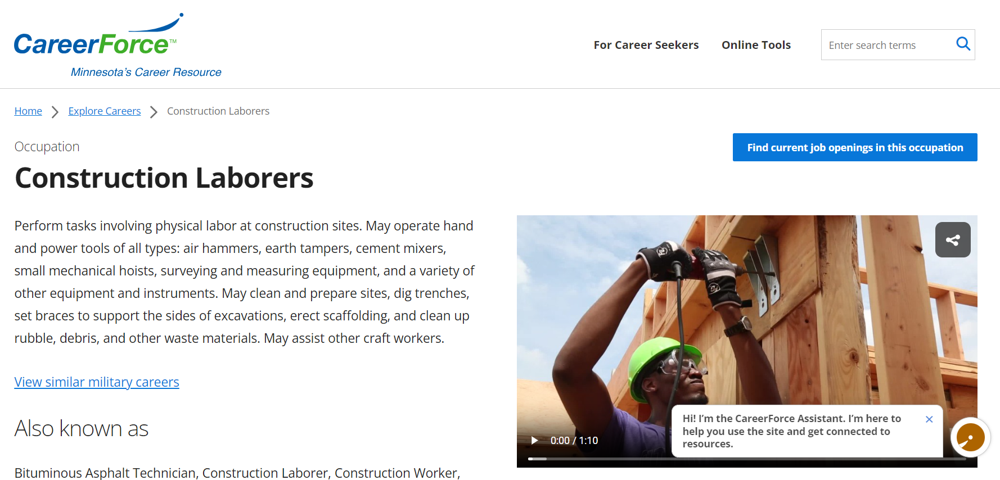 CareerForce™
Minnesota's Career Resource
For Career Seekers
Online Tools
Enter search terms
Home
Explore Careers
Construction Laborers
Occupation
Find current job openings in this occupation
Construction Laborers
Perform tasks involving physical labor at construction sites. May operate hand
and power tools of all types: air hammers, earth tampers, cement mixers,
small mechanical hoists, surveying and measuring equipment, and a variety of
other equipment and instruments. May clean and prepare sites, dig trenches,
set braces to support the sides of excavations, erect scaffolding, and clean up
rubble, debris, and other waste materials. May assist other craft workers.
View similar military careers
Also known as
Bituminous Asphalt Technician, Construction Laborer, Construction Worker,
0:00 / 1:10
Hi! I’m the CareerForce Assistant. I’m here to
help you use the site and get connected to
resources.